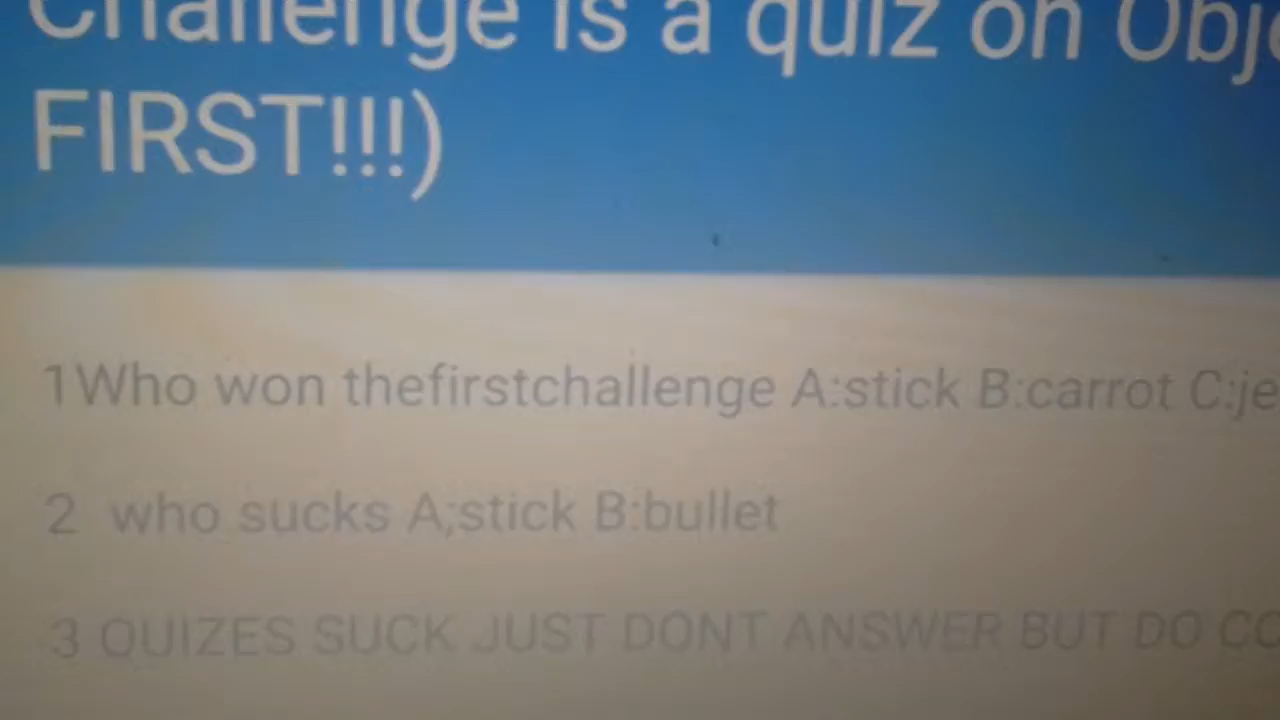 Challenge is a quiz on
FIRST!!!)
1Who won thefirstchallenge A:stick B:carrot
2 who sucks A;stick B:bullet
3 QUIZES SUCK JUST DONT ANSWER BUT DO